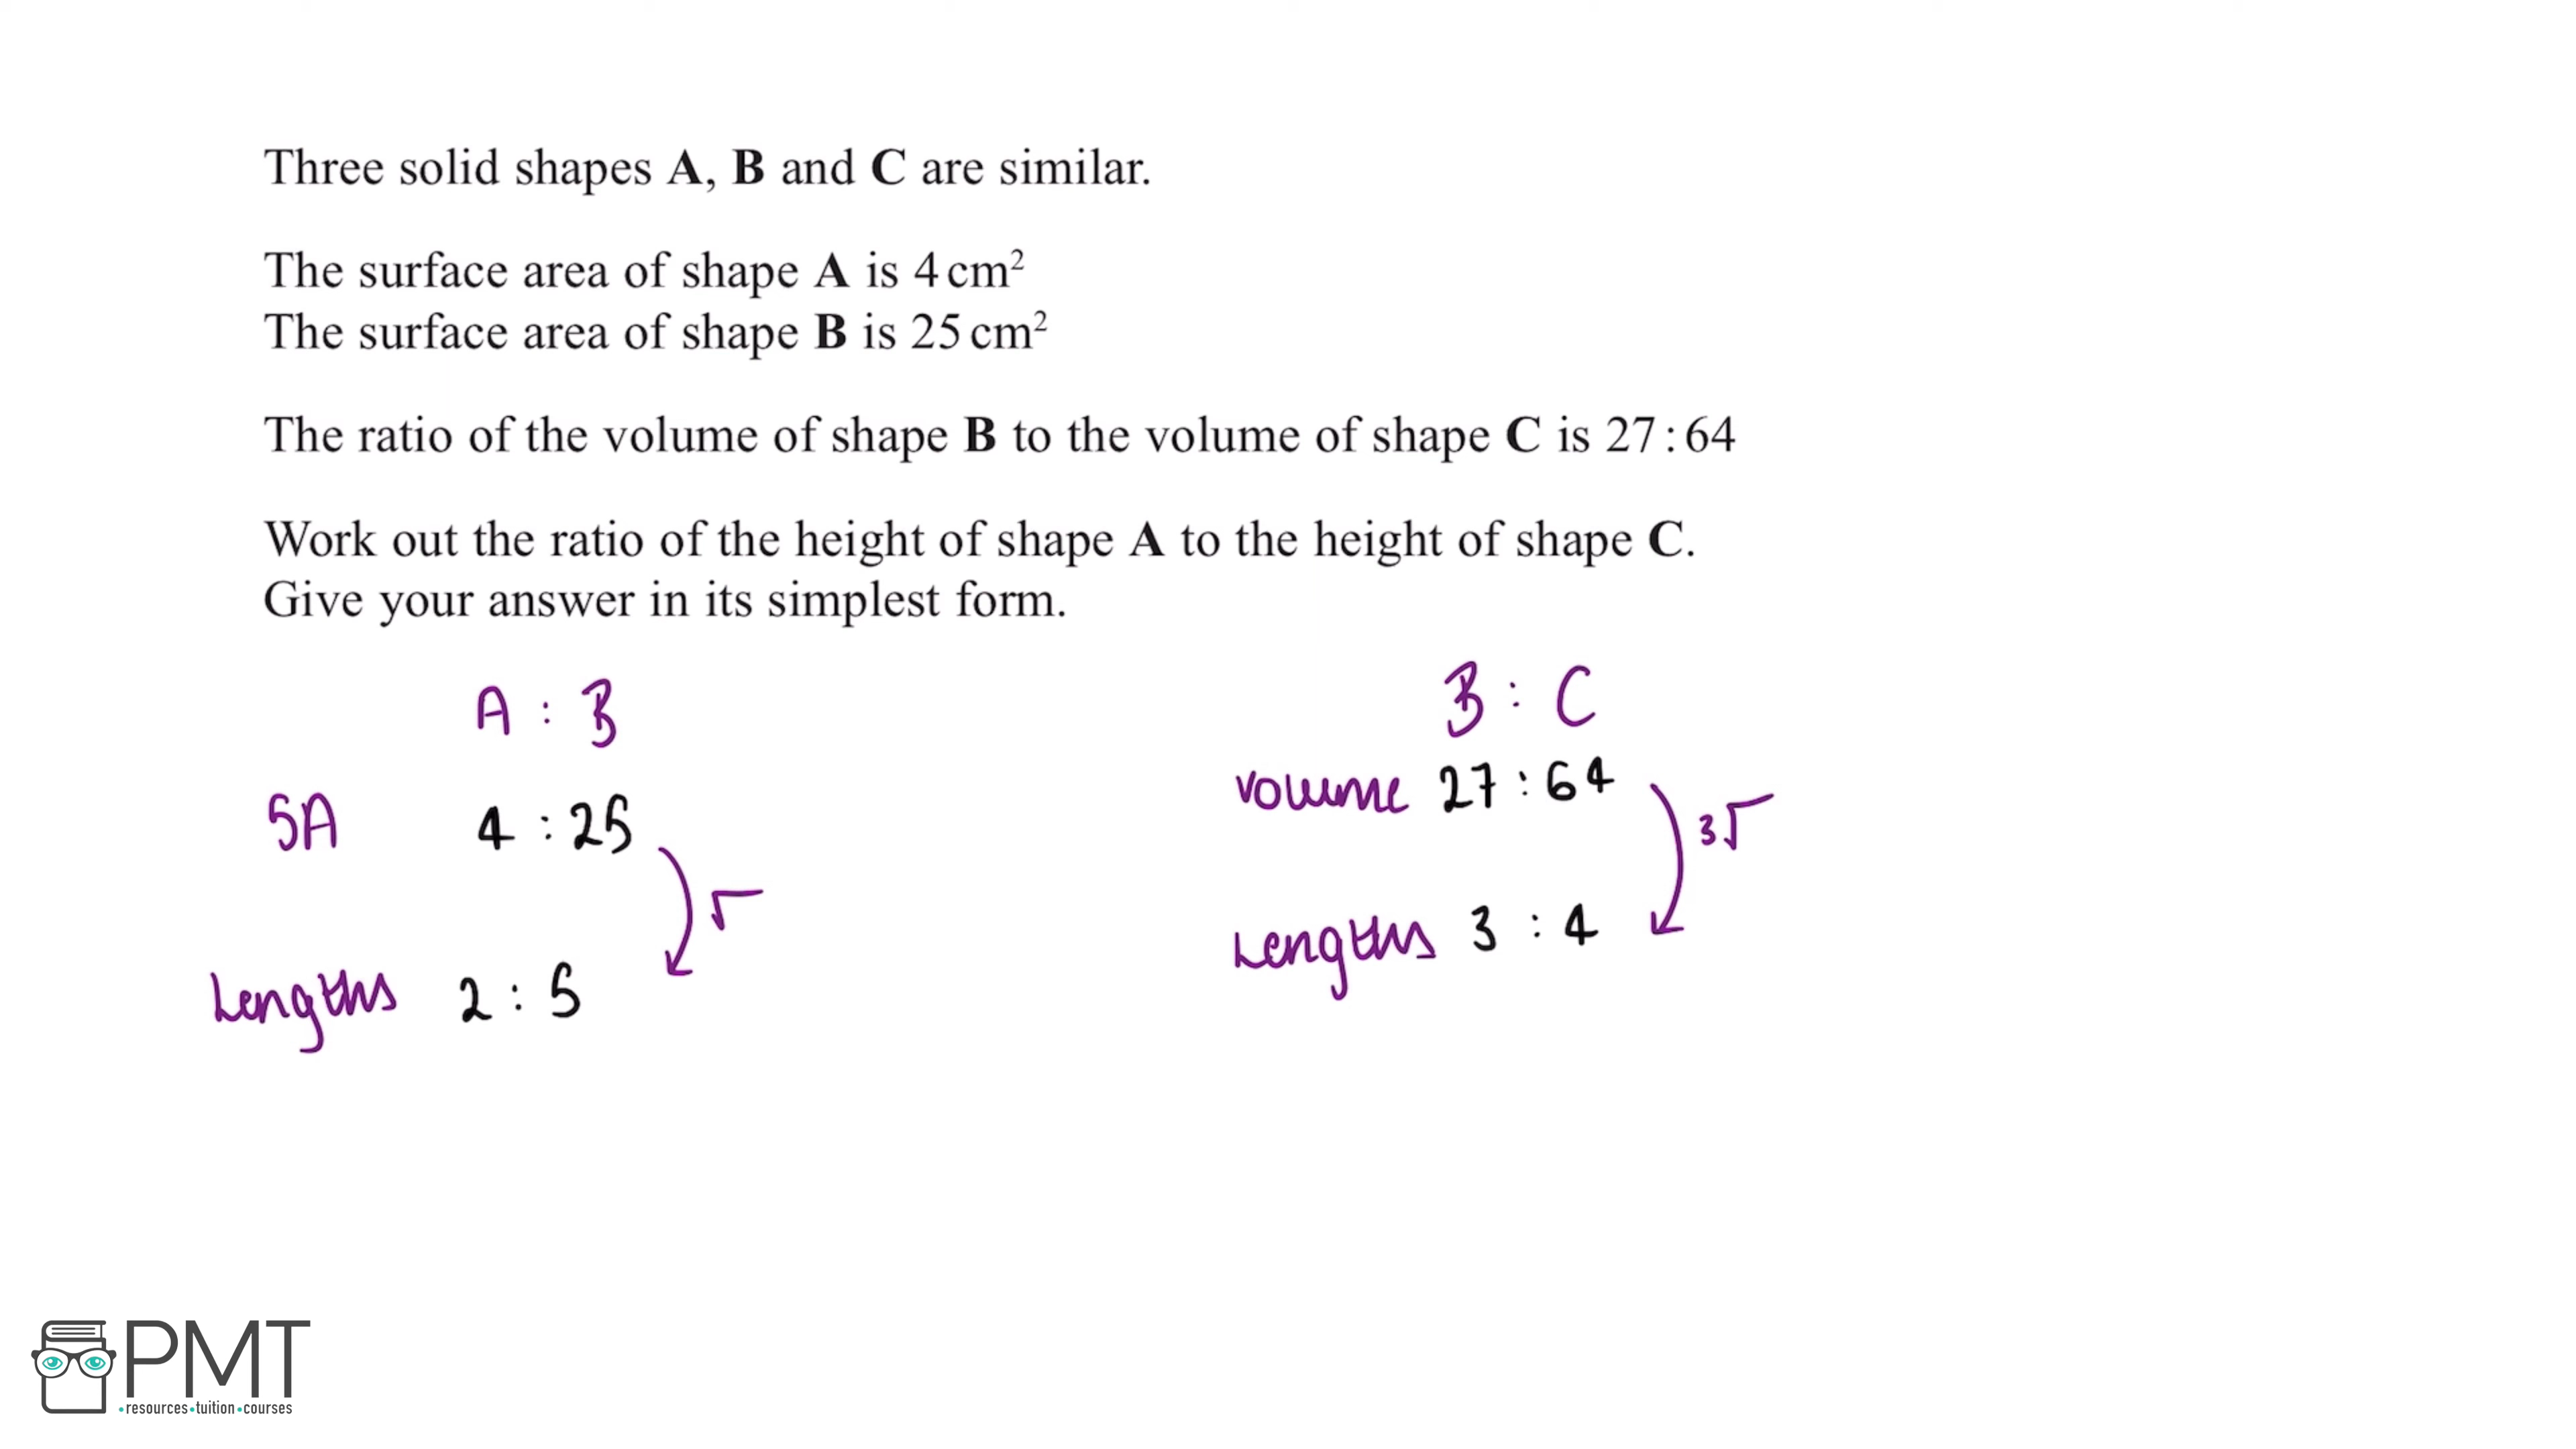 Three solid shapes A, B and C are similar.
The surface area of shape A is 4 cm²
The surface area of shape B is 25 cm²
The ratio of the volume of shape B to the volume of shape C is 27 : 64
Work out the ratio of the height of shape A to the height of shape C.
Give your answer in its simplest form.
A : B
SA 4 : 25
√
Lengths 2 : 5
B : C
volume 27 : 64
3√
Lengths 3 : 4
PMT
•resources•tuition•courses